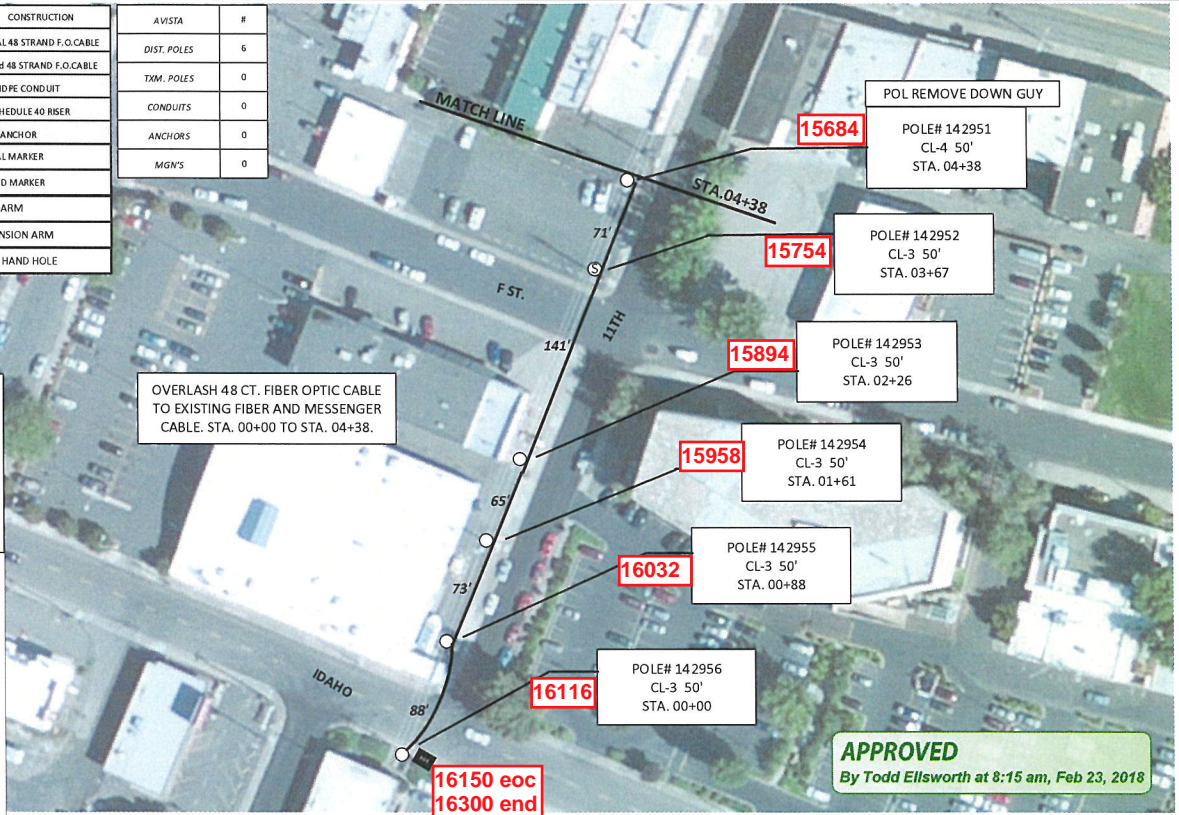 CONSTRUCTION
48 STRAND F.O.CABLE
48 STRAND F.O.CABLE
CONDUIT
40 RISER
ANCHOR
MARKER
MARKER
ARM
ARM
HAND HOLE
AVISTA #
DIST. POLES 6
TXM. POLES 0
CONDUITS 0
ANCHORS 0
MGN'S 0
MATCH LINE
STA.04+38
POL REMOVE DOWN GUY
15684
POLE# 142951
CL-4 50'
STA. 04+38
71'
15754
POLE# 142952
CL-3 50'
STA. 03+67
S
F ST.
11TH
141'
15894
POLE# 142953
CL-3 50'
STA. 02+26
OVERLASH 48 CT. FIBER OPTIC CABLE
TO EXISTING FIBER AND MESSENGER
CABLE. STA. 00+00 TO STA. 04+38.
15958
POLE# 142954
CL-3 50'
STA. 01+61
65'
16032
POLE# 142955
CL-3 50'
STA. 00+88
73'
IDAHO
16116
POLE# 142956
CL-3 50'
STA. 00+00
88'
16150 eoc
16300 end
APPROVED
By Todd Ellsworth at 8:15 am, Feb 23, 2018